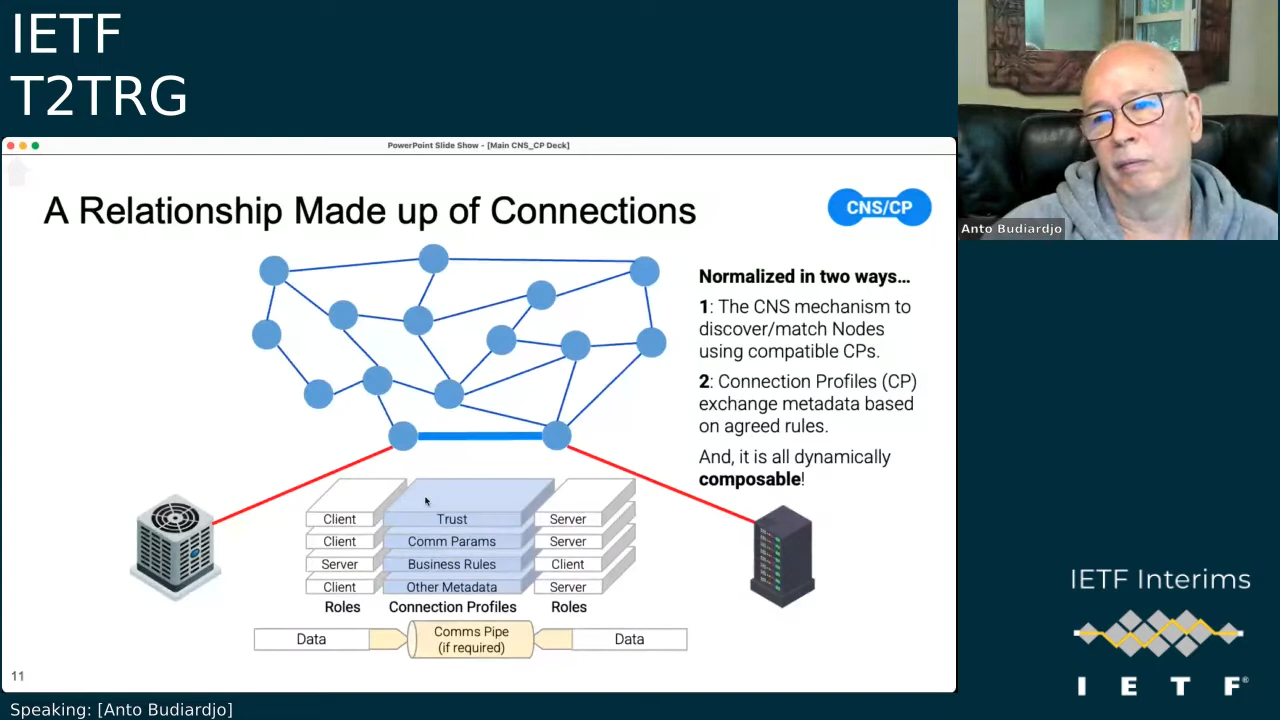 IETF
T2TRG
PowerPoint Slide Show - [Main CNS_CP Deck]
A Relationship Made up of Connections
CNS/CP
Normalized in two ways...
1: The CNS mechanism to
discover/match Nodes
using compatible CPs.
2: Connection Profiles (CP)
exchange metadata based
on agreed rules.
And, it is all dynamically
composable!
Client Trust Server
Client Comm Params Server
Server Business Rules Client
Client Other Metadata Server
Roles Connection Profiles Roles
Data Comms Pipe Data
(if required)
11
Anto Budiardjo
IETF Interims
I E T F®
Speaking: [Anto Budiardjo]